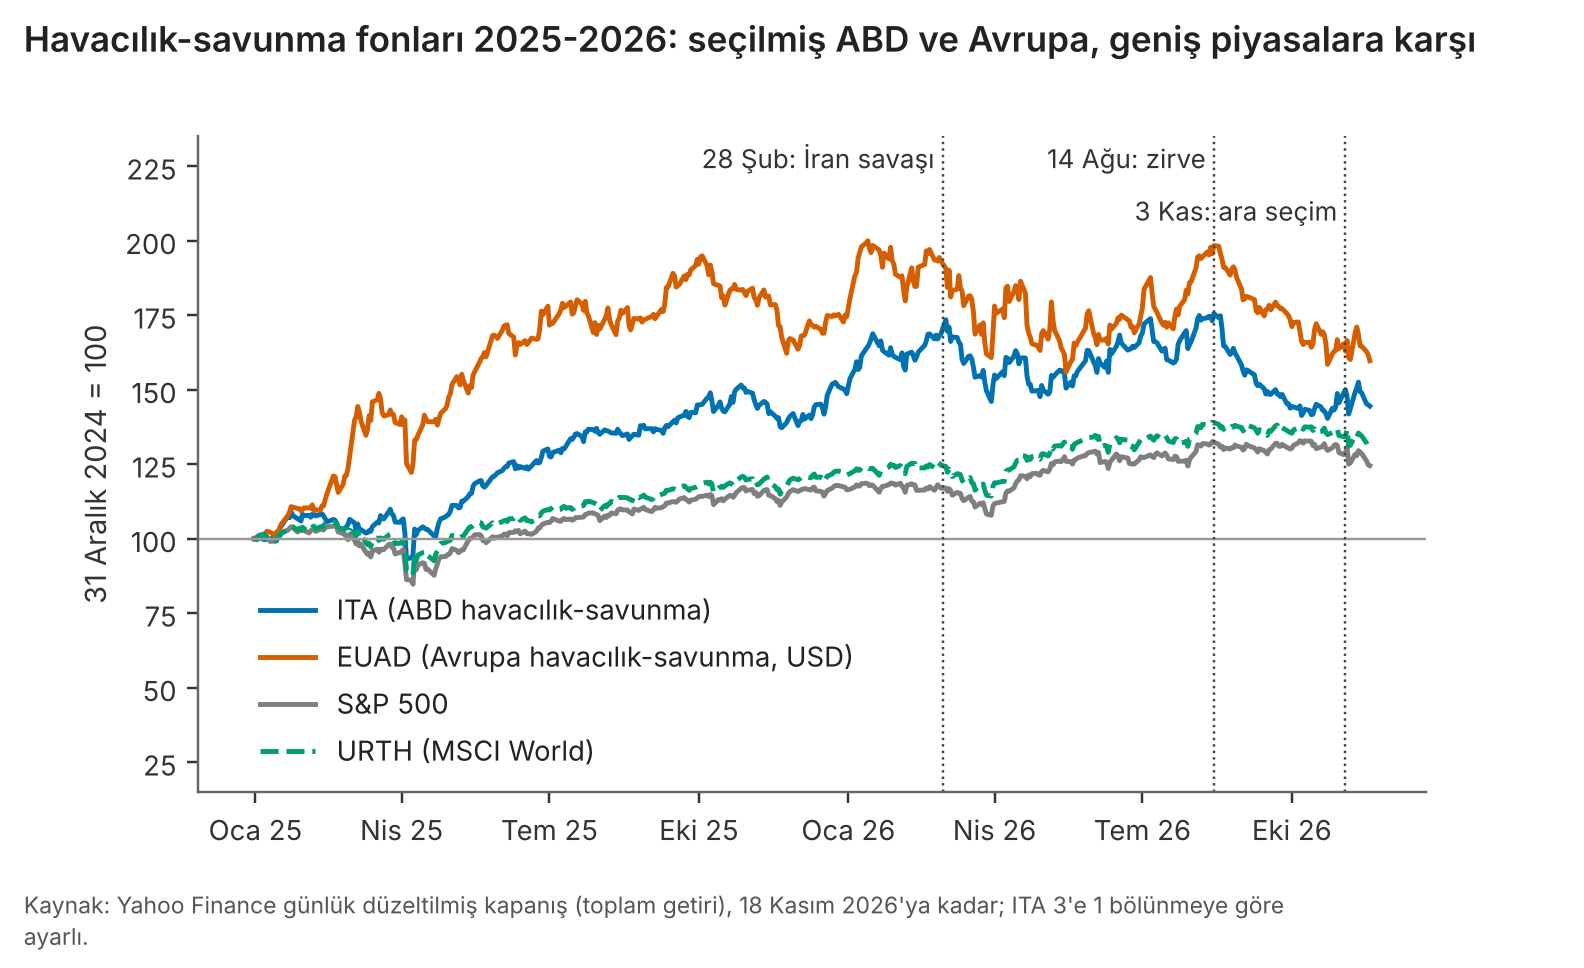 Havacılık-savunma fonları 2025-2026: seçilmiş ABD ve Avrupa, geniş piyasalara karşı
28 Şub: İran savaşı
14 Ağu: zirve
3 Kas: ara seçim
31 Aralık 2024 = 100
225
200
175
150
125
100
75
50
25
ITA (ABD havacılık-savunma)
EUAD (Avrupa havacılık-savunma, USD)
S&P 500
URTH (MSCI World)
Oca 25
Nis 25
Tem 25
Eki 25
Oca 26
Nis 26
Tem 26
Eki 26
Kaynak: Yahoo Finance günlük düzeltilmiş kapanış (toplam getiri), 18 Kasım 2026'ya kadar; ITA 3'e 1 bölünmeye göre
ayarlı.